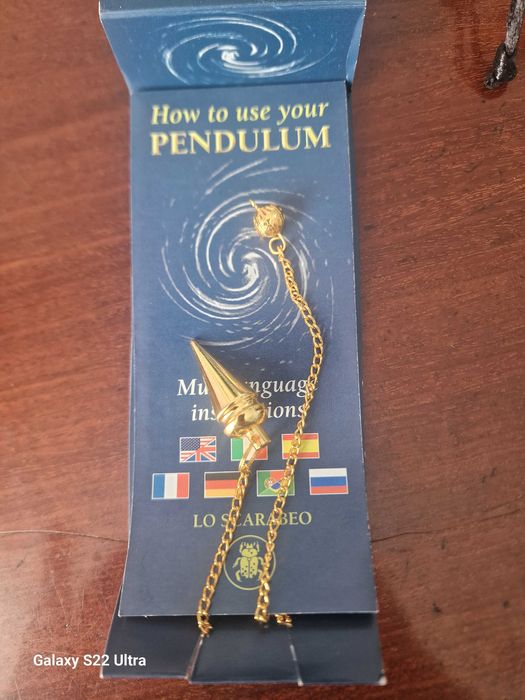 How to use your
PENDULUM
LO SCARABEO
Galaxy S22 Ultra